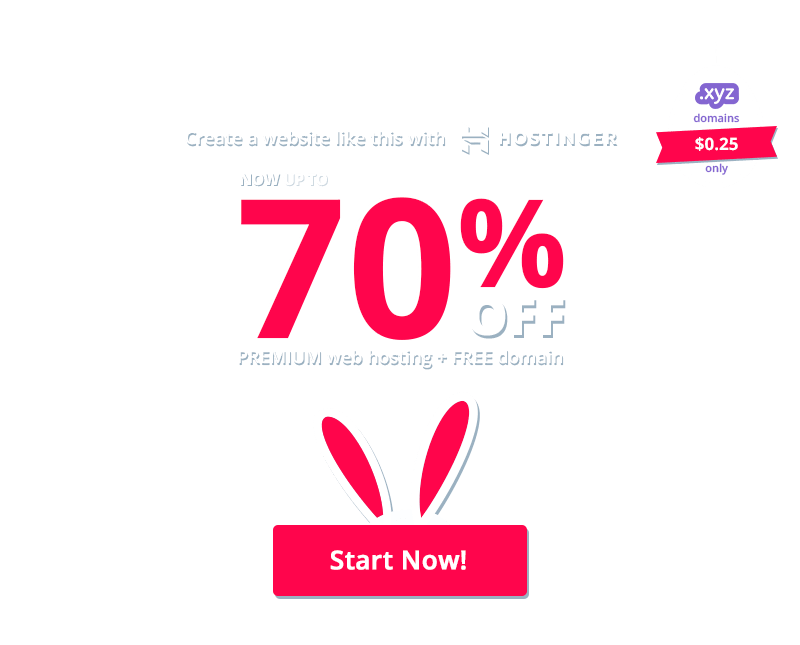 .xyz
domains
$0.25
only
Create a website like this with HOSTINGER
NOW UP TO
70%
OFF
PREMIUM web hosting + FREE domain
Start Now!